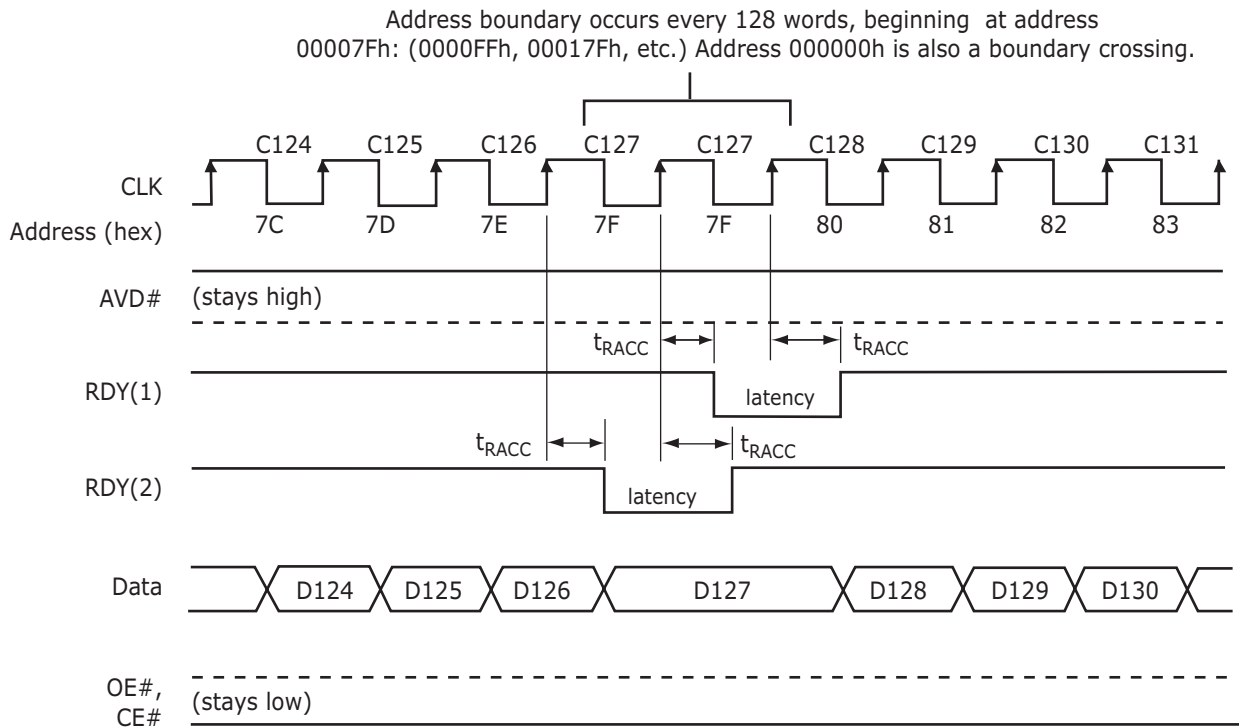 Address boundary occurs every 128 words, beginning at address
00007Fh: (0000FFh, 00017Fh, etc.) Address 000000h is also a boundary crossing.
C124 C125 C126 C127 C127 C128 C129 C130 C131
CLK
Address (hex) 7C 7D 7E 7F 7F 80 81 82 83
AVD# (stays high)
tRACC tRACC
RDY(1) latency
tRACC tRACC
RDY(2) latency
Data D124 D125 D126 D127 D128 D129 D130
OE#,
CE# (stays low)